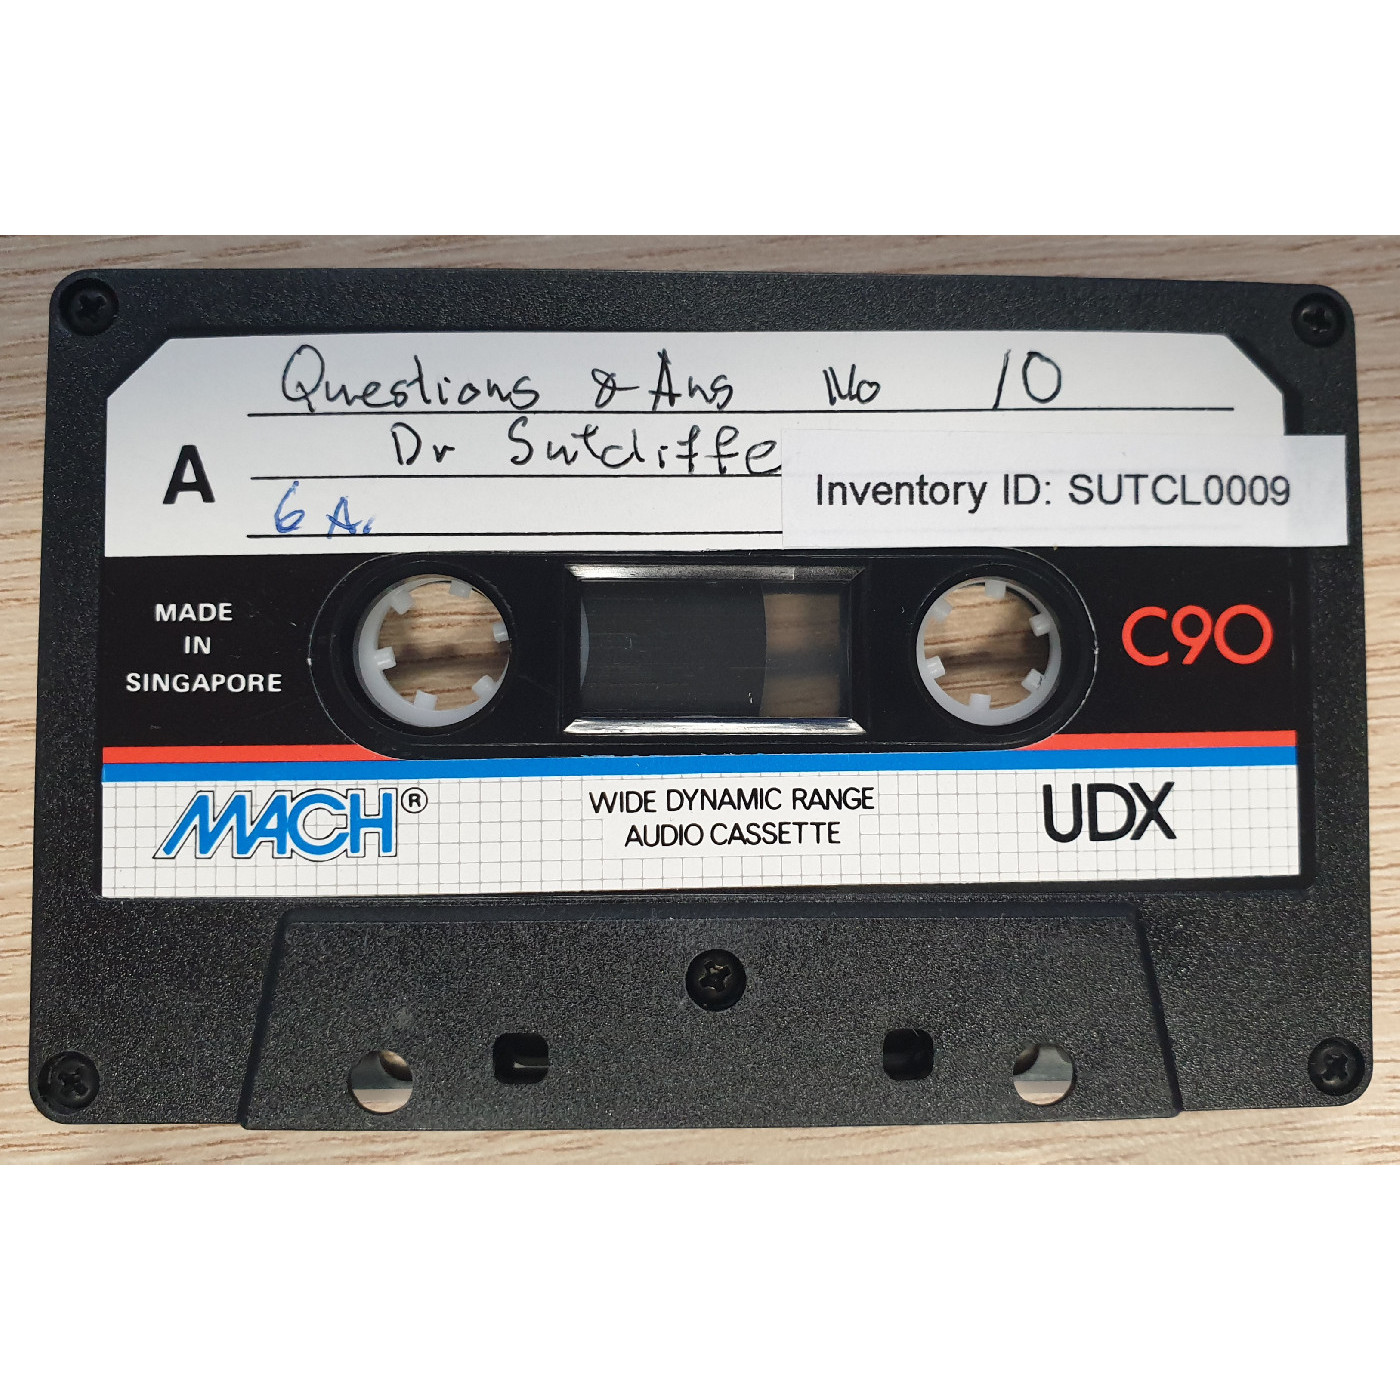 Questions & Ans No 10
A
Dr Sutcliffe
Inventory ID: SUTCL0009
6 A.
MADE
IN
SINGAPORE
C90
MACH®
WIDE DYNAMIC RANGE
AUDIO CASSETTE
UDX